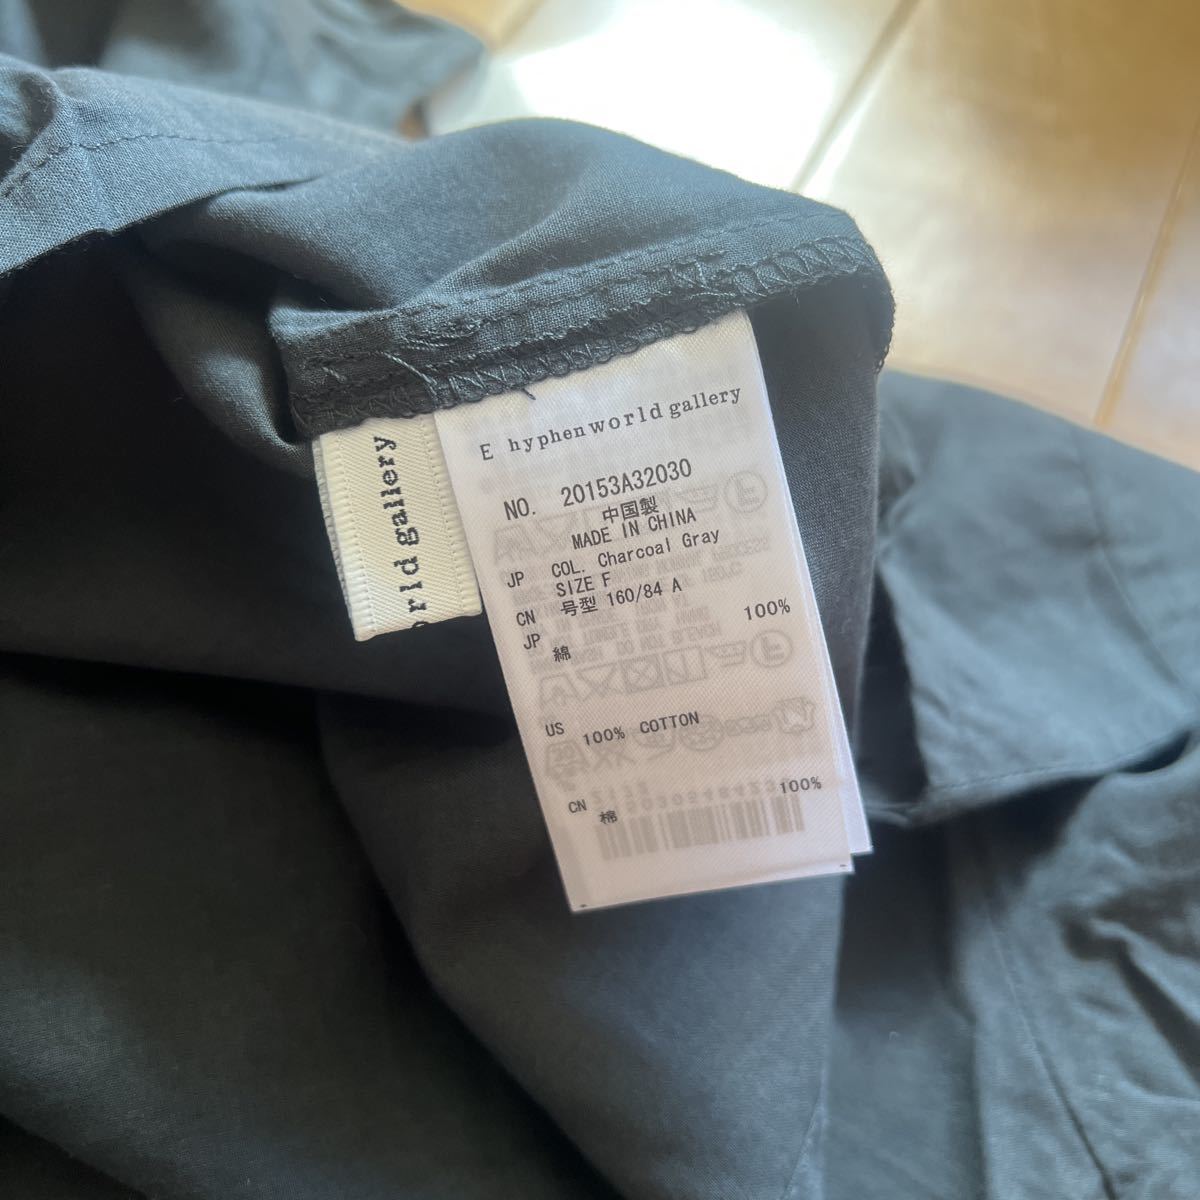 orld gallery
E hyphen world gallery
NO. 20153A32030
中国製
MADE IN CHINA
JP COL. Charcoal Gray
SIZE F
CN 号型 160/84 A
JP 綿 100%
US 100% COTTON
CN 棉 100%